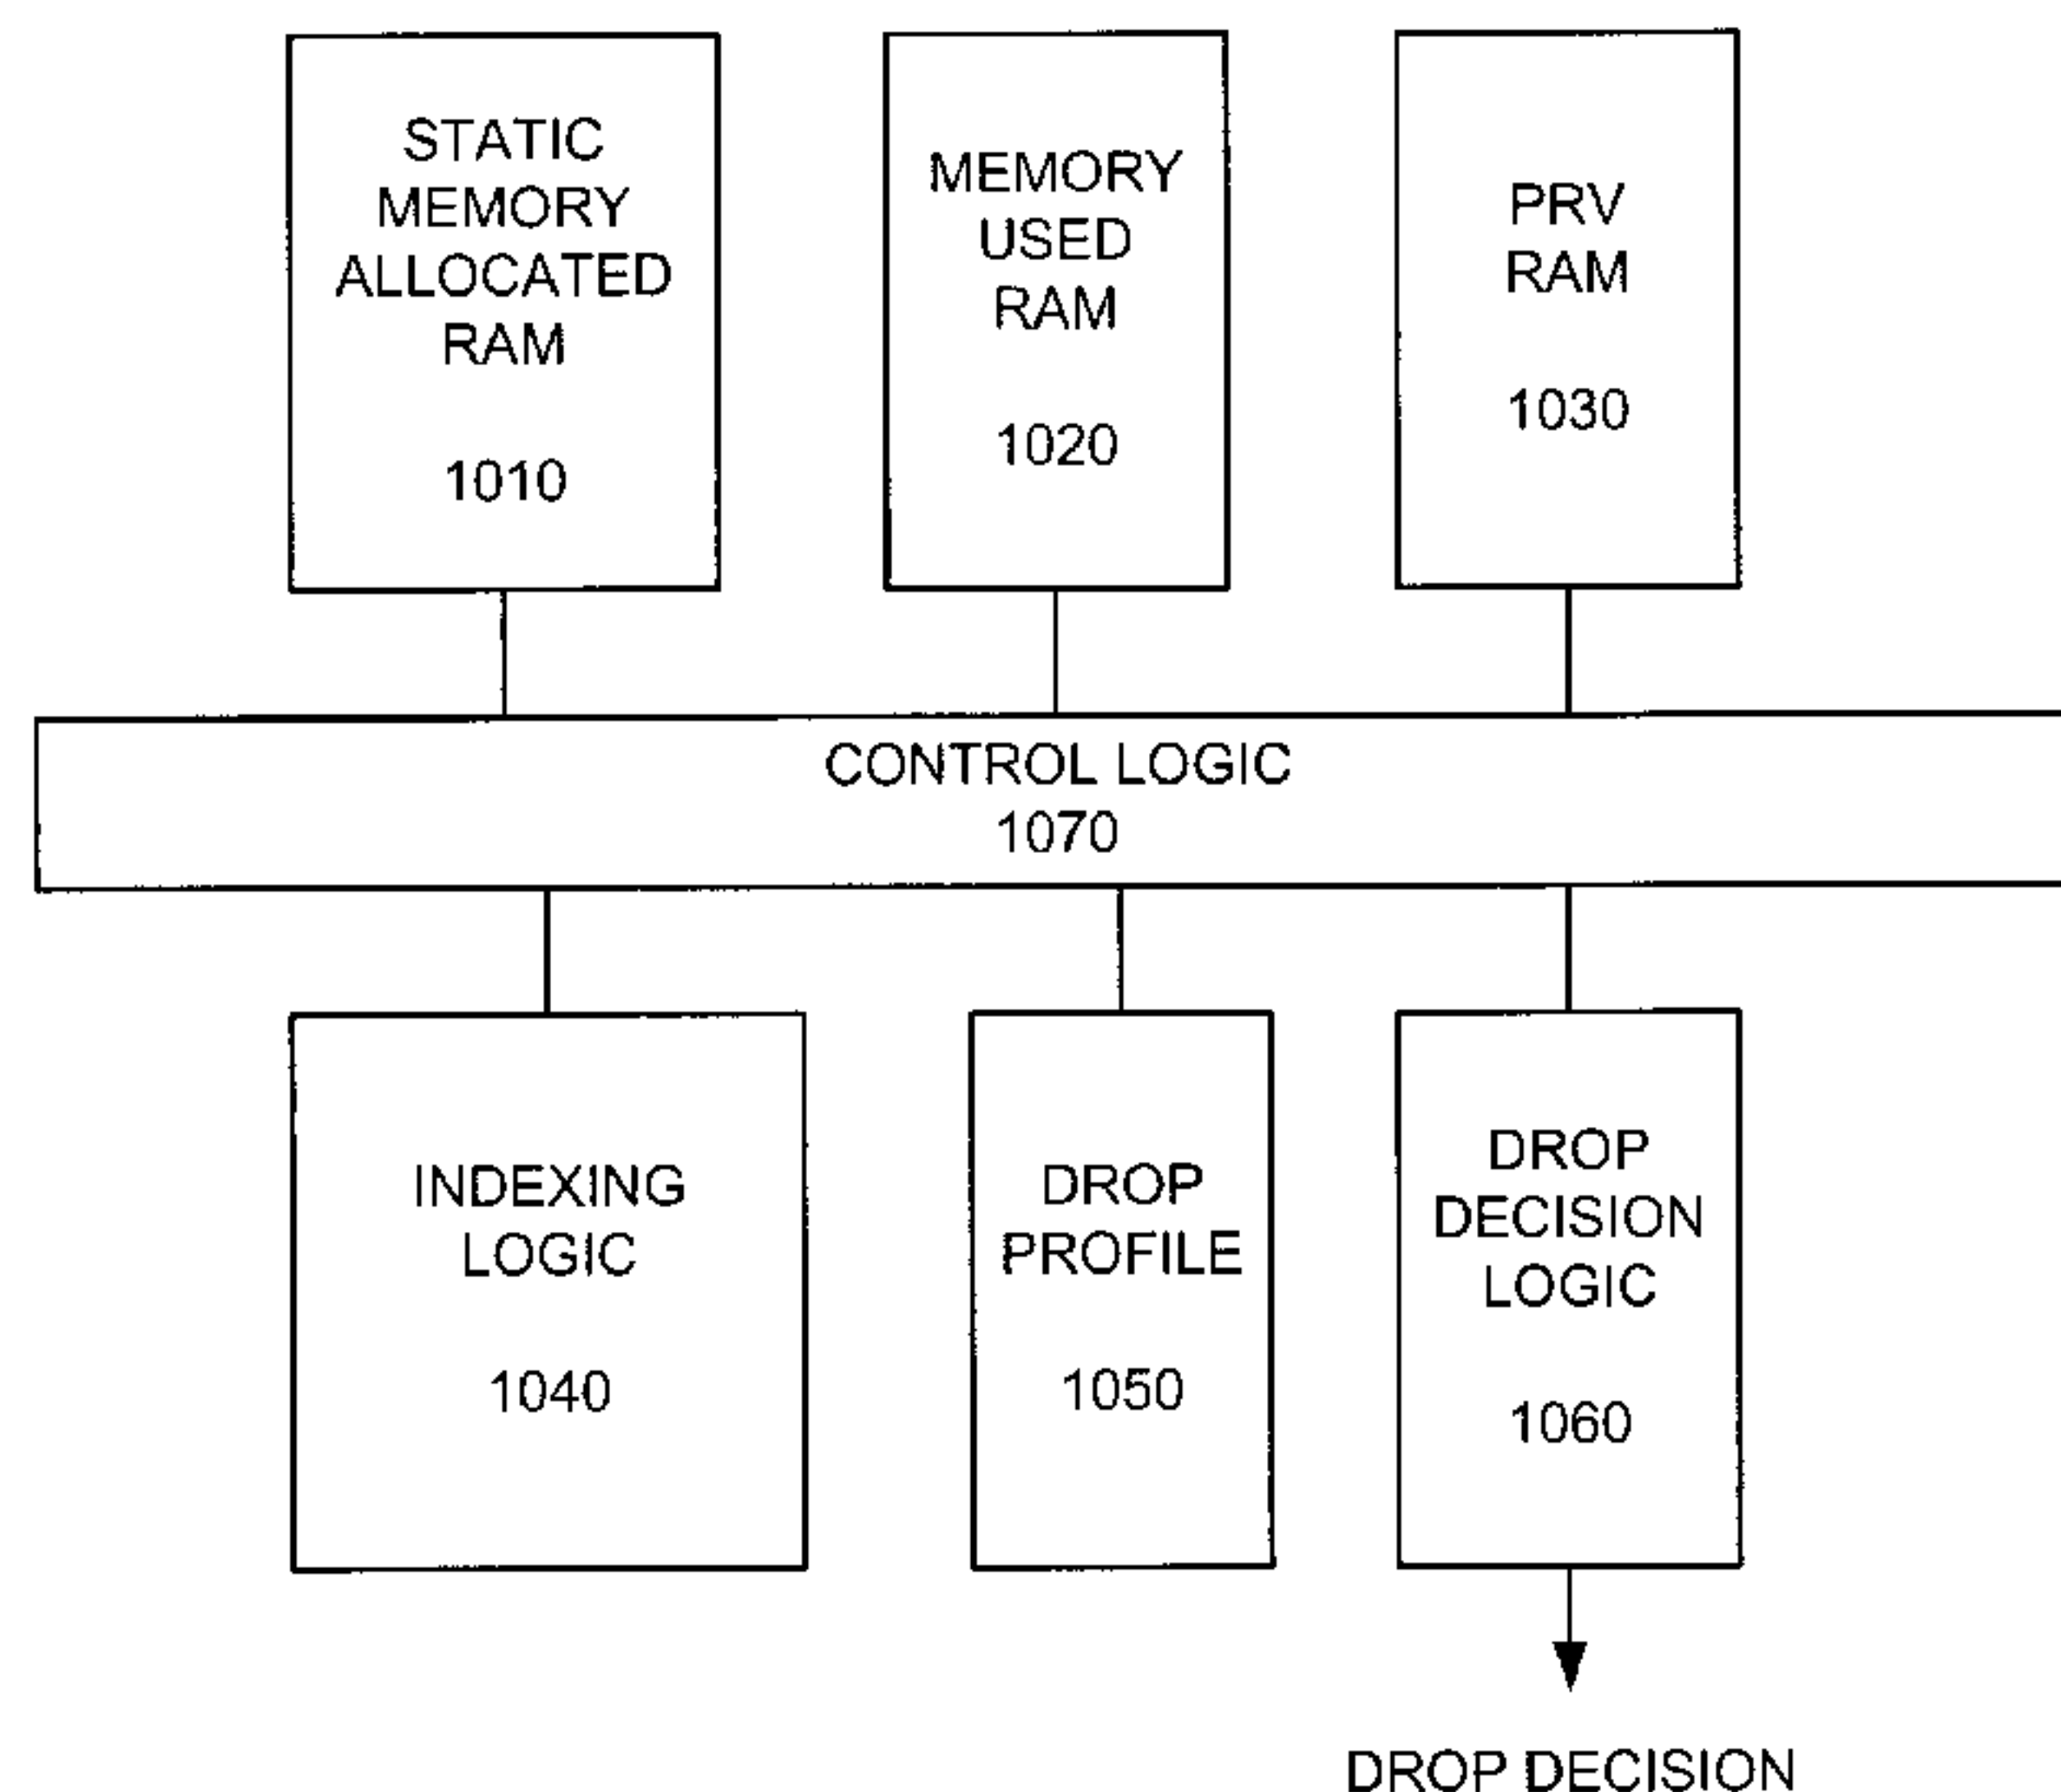 STATIC
MEMORY
ALLOCATED
RAM
1010
MEMORY
USED
RAM
1020
PRV
RAM
1030
CONTROL LOGIC
1070
INDEXING
LOGIC
1040
DROP
PROFILE
1050
DROP
DECISION
LOGIC
1060
DROP DECISION